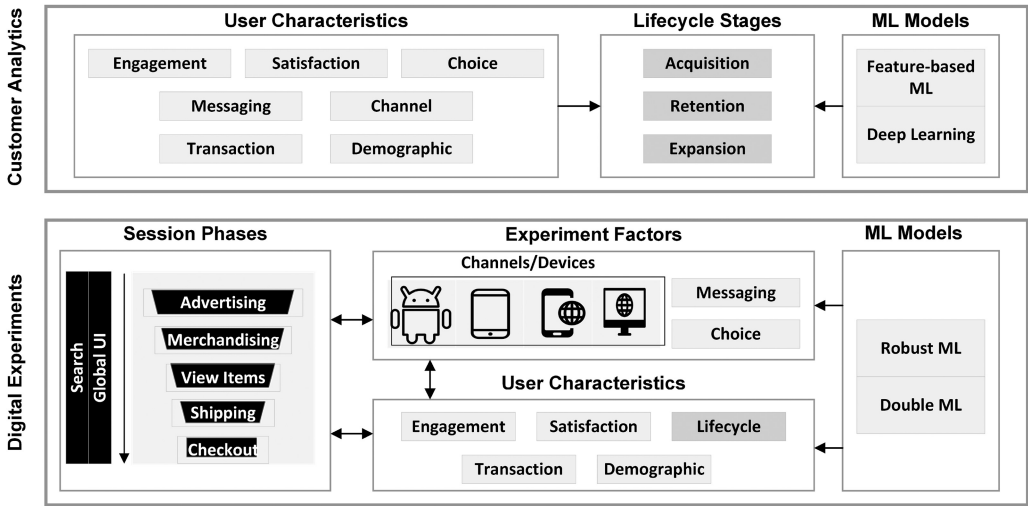 Customer Analytics
User Characteristics
Engagement
Satisfaction
Choice
Messaging
Channel
Transaction
Demographic
Lifecycle Stages
Acquisition
Retention
Expansion
ML Models
Feature-based
ML
Deep Learning
Digital Experiments
Session Phases
Search
Global UI
Advertising
Merchandising
View Items
Shipping
Checkout
Experiment Factors
Channels/Devices
Messaging
Choice
User Characteristics
Engagement
Satisfaction
Lifecycle
Transaction
Demographic
ML Models
Robust ML
Double ML